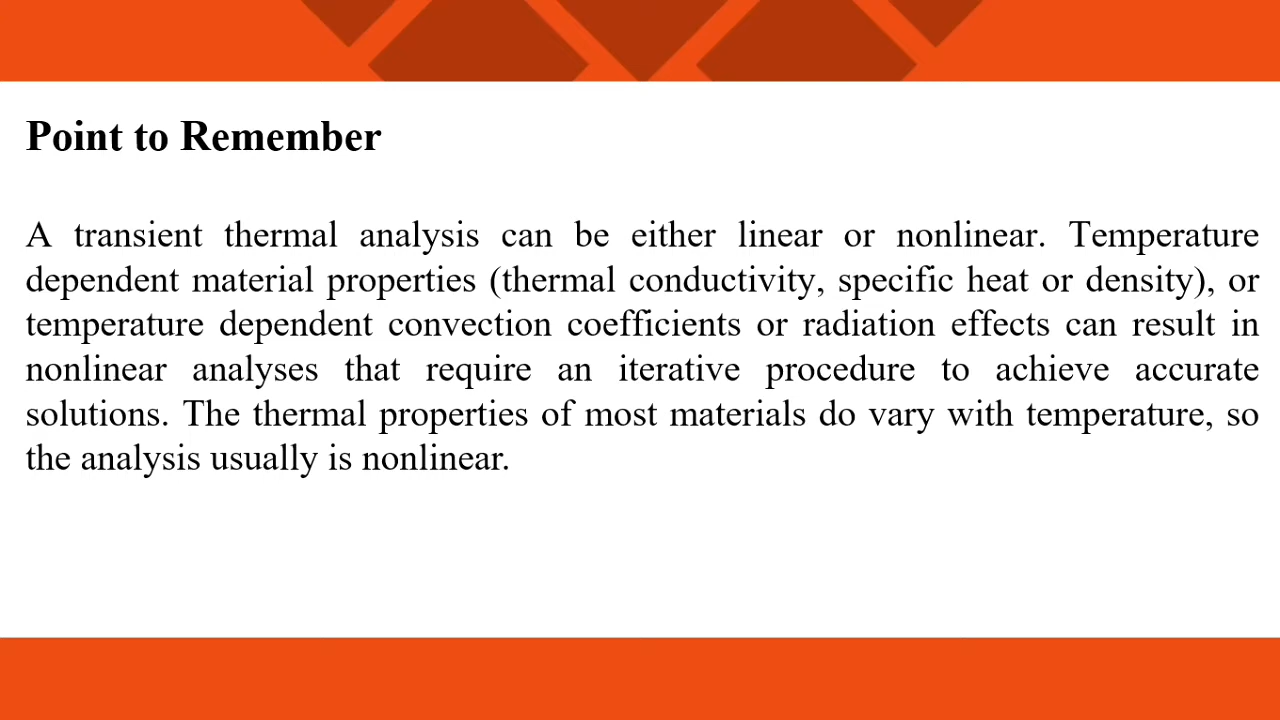 Point to Remember
A transient thermal analysis can be either linear or nonlinear. Temperature
dependent material properties (thermal conductivity, specific heat or density), or
temperature dependent convection coefficients or radiation effects can result in
nonlinear analyses that require an iterative procedure to achieve accurate
solutions. The thermal properties of most materials do vary with temperature, so
the analysis usually is nonlinear.